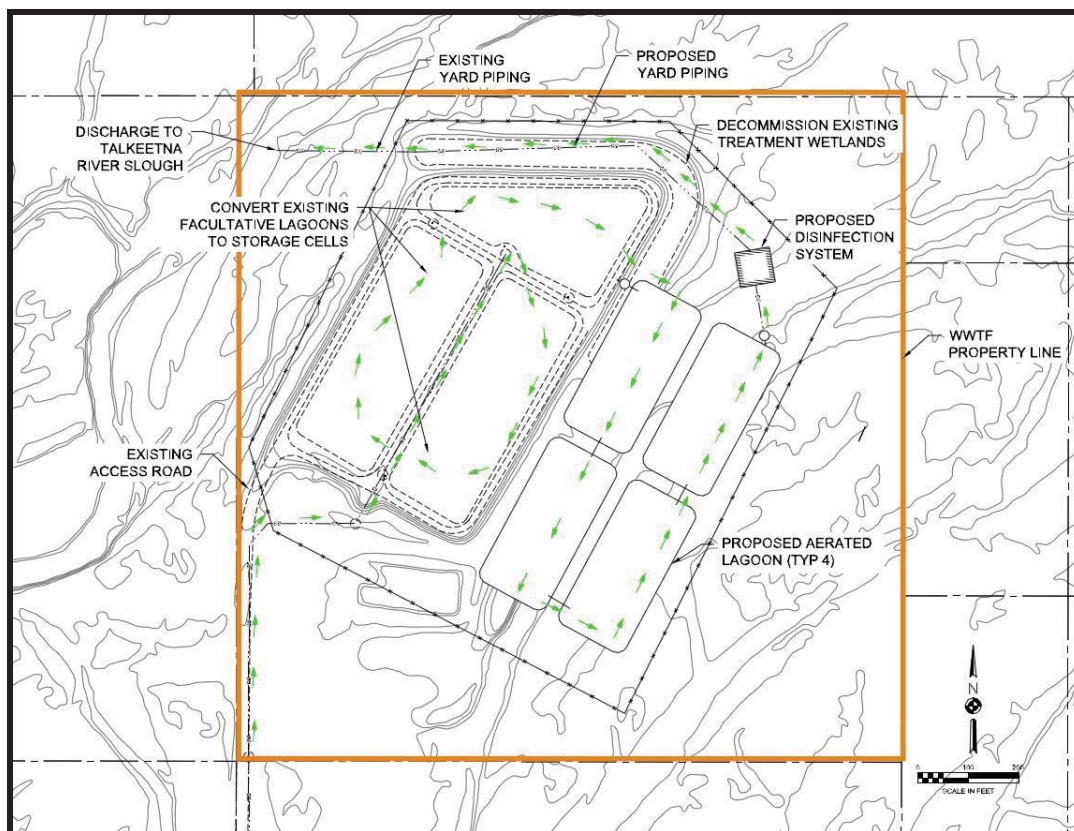 EXISTING
YARD PIPING
PROPOSED
YARD PIPING
DISCHARGE TO
TALKEETNA
RIVER SLOUGH
DECOMMISSION EXISTING
TREATMENT WETLANDS
CONVERT EXISTING
FACULTATIVE LAGOONS
TO STORAGE CELLS
PROPOSED
DISINFECTION
SYSTEM
WWTF
PROPERTY LINE
EXISTING
ACCESS ROAD
PROPOSED AERATED
LAGOON (TYP 4)
N
100
SCALE IN FEET